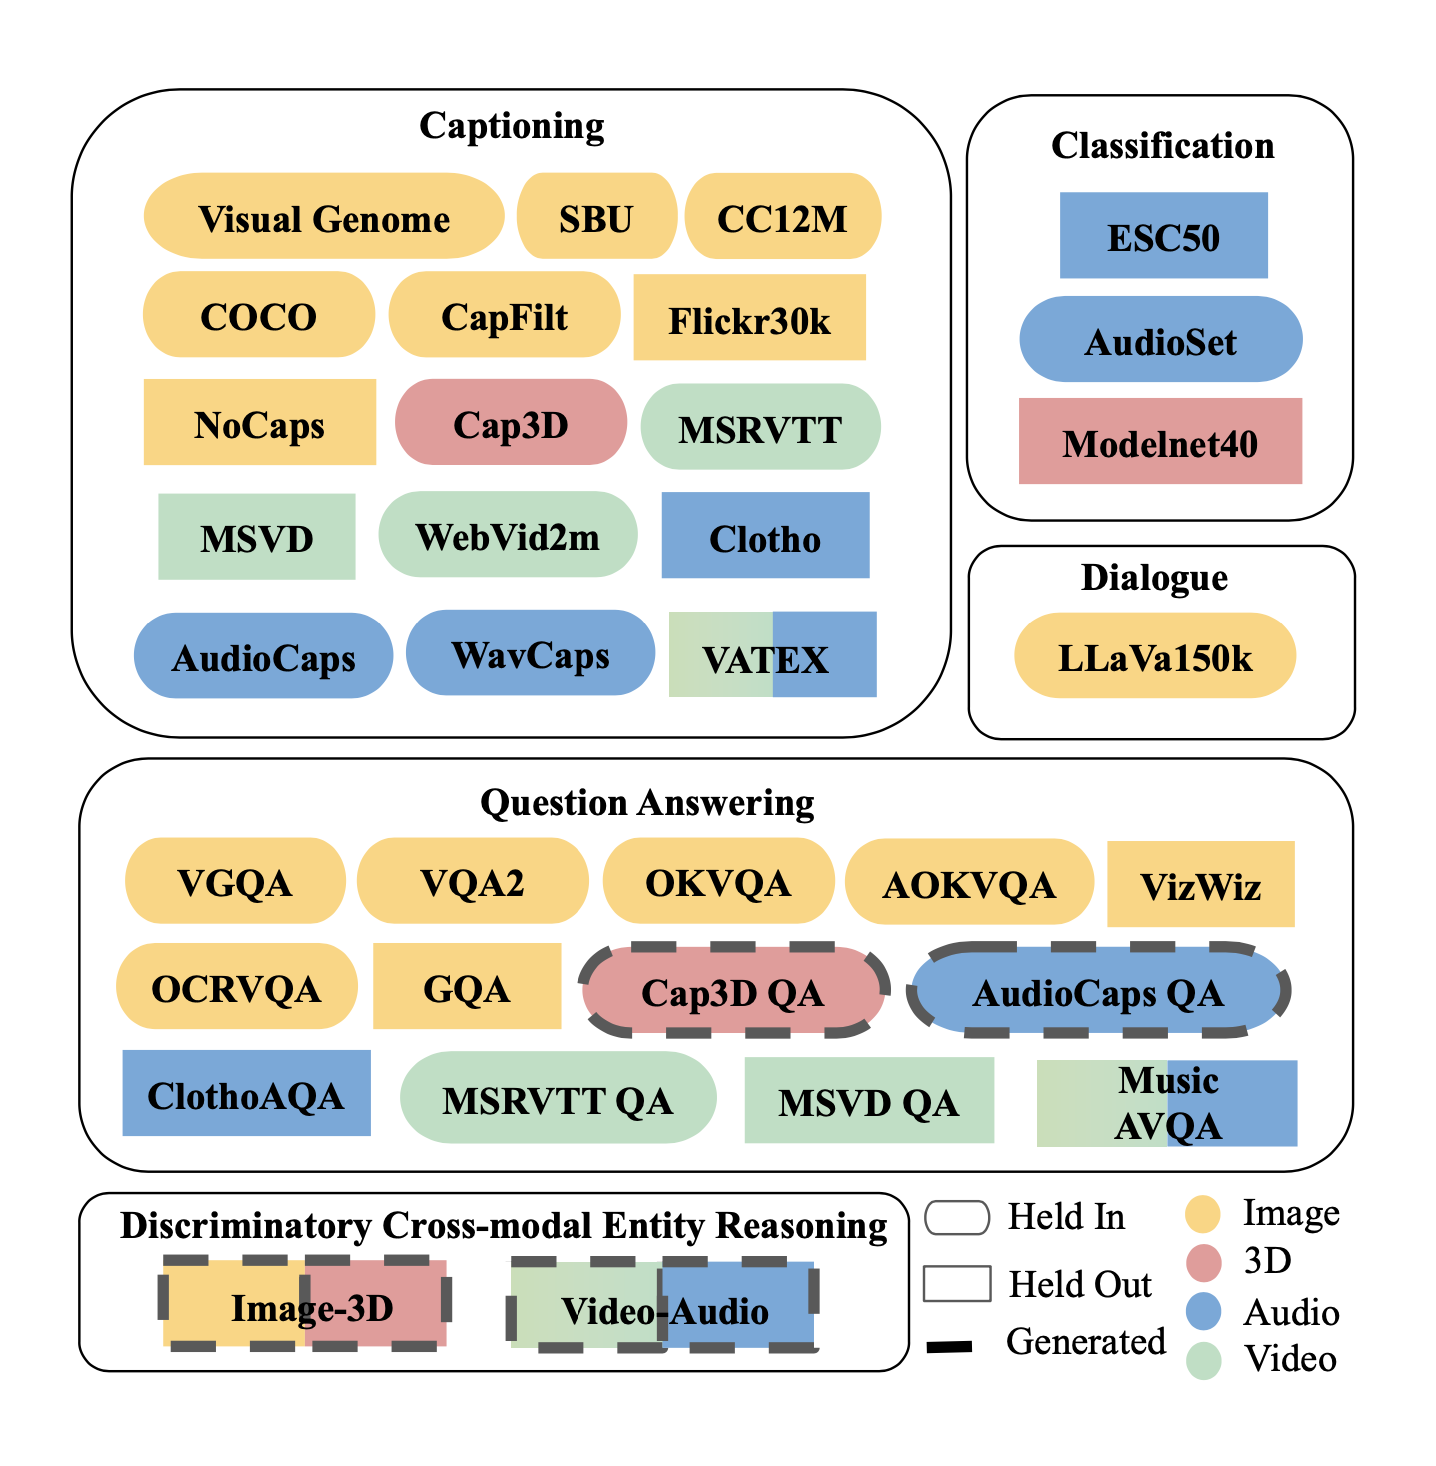 Captioning
Visual Genome
SBU
CC12M
COCO
CapFilt
Flickr30k
NoCaps
Cap3D
MSRVTT
MSVD
WebVid2m
Clotho
AudioCaps
WavCaps
VATEX
Classification
ESC50
AudioSet
Modelnet40
Dialogue
LLaVa150k
Question Answering
VGQA
VQA2
OKVQA
AOKVQA
VizWiz
OCRVQA
GQA
Cap3D QA
AudioCaps QA
ClothoAQA
MSRVTT QA
MSVD QA
Music
AVQA
Discriminatory Cross-modal Entity Reasoning
Image-3D
Video-Audio
Held In
Held Out
Generated
Image
3D
Audio
Video